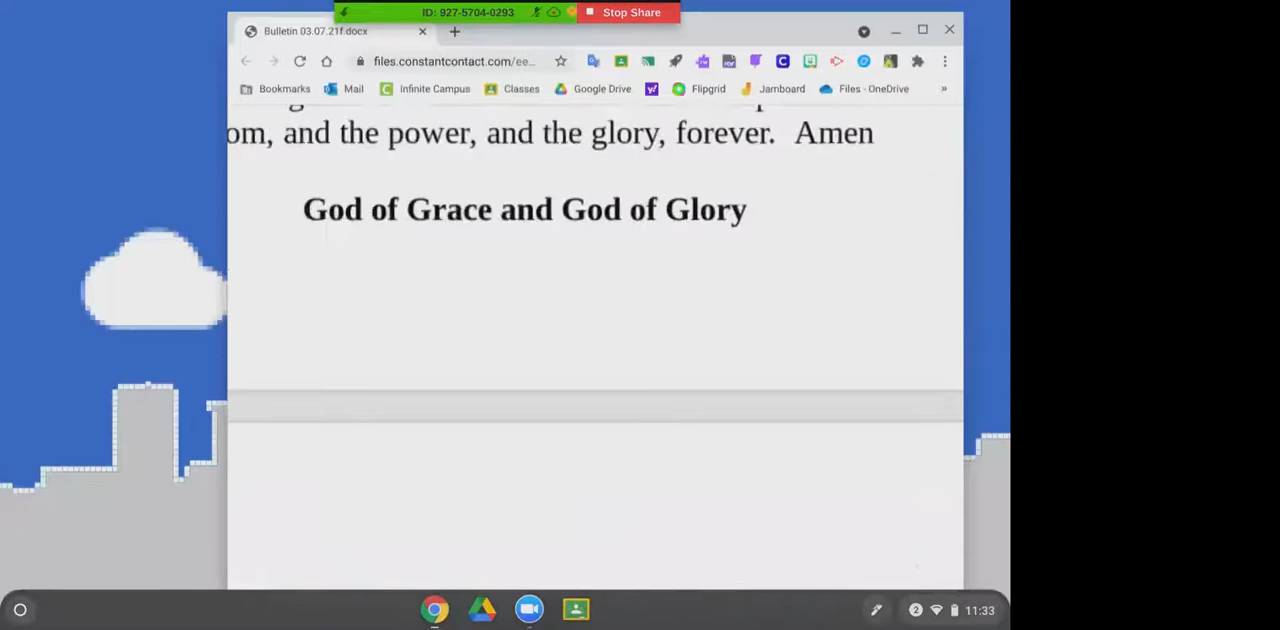 ID: 927-5704-0293
Stop Share
Bulletin 03.07.21f.docx
files.constantcontact.com/ee...
Bookmarks Mail Infinite Campus Classes Google Drive Flipgrid Jamboard Files - OneDrive »
om, and the power, and the glory, forever. Amen
God of Grace and God of Glory
2 11:33